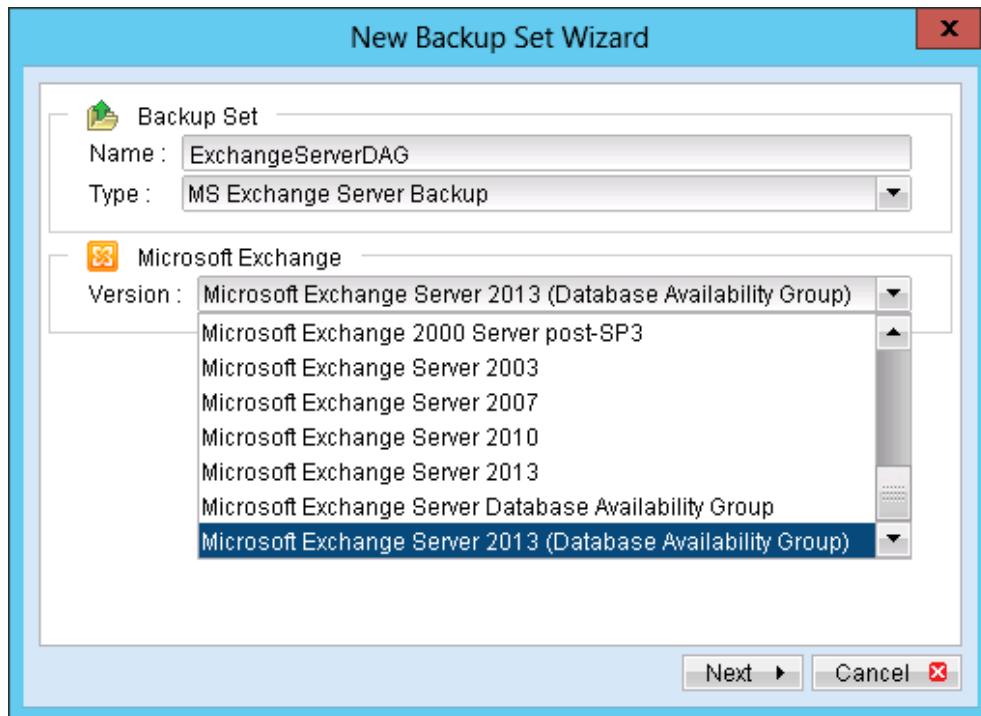 New Backup Set Wizard
x
Backup Set
Name : ExchangeServerDAG
Type : MS Exchange Server Backup
Microsoft Exchange
Version : Microsoft Exchange Server 2013 (Database Availability Group)
Microsoft Exchange 2000 Server post-SP3
Microsoft Exchange Server 2003
Microsoft Exchange Server 2007
Microsoft Exchange Server 2010
Microsoft Exchange Server 2013
Microsoft Exchange Server Database Availability Group
Microsoft Exchange Server 2013 (Database Availability Group)
Next Cancel